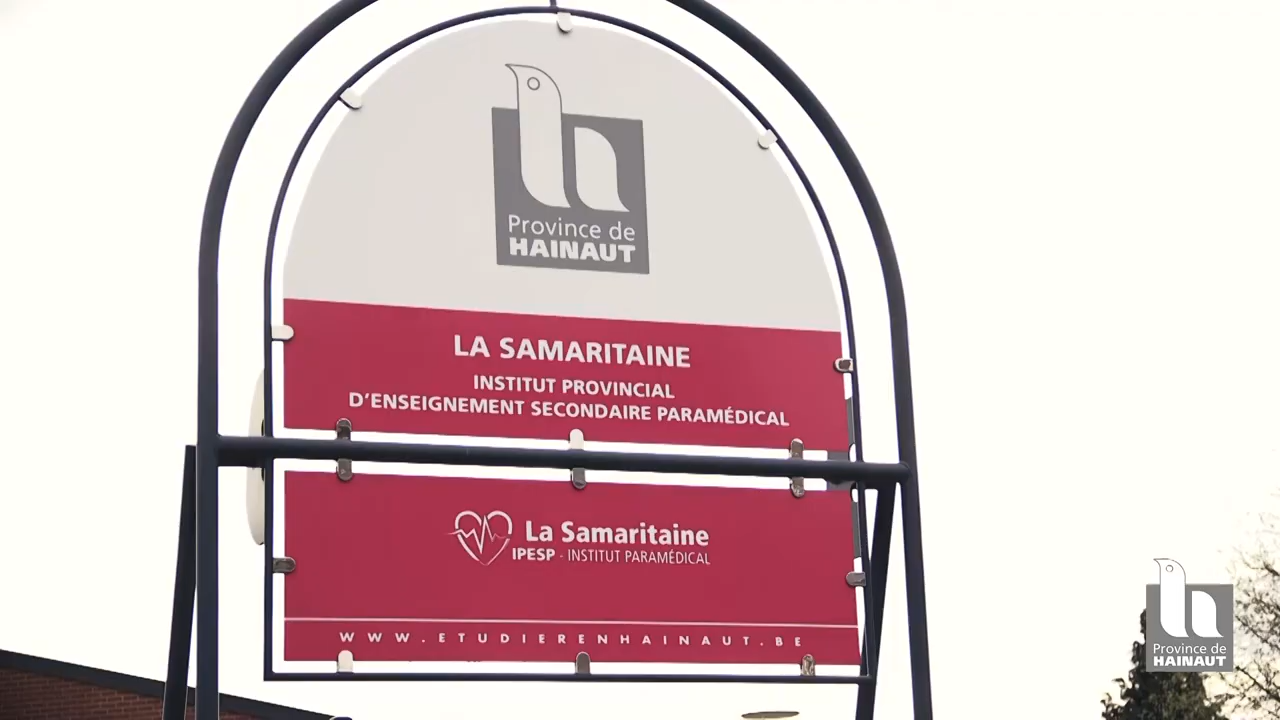 Province de
HAINAUT
LA SAMARITAINE
INSTITUT PROVINCIAL
D'ENSEIGNEMENT SECONDAIRE PARAMÉDICAL
La Samaritaine
IPESP - INSTITUT PARAMÉDICAL
WWW.ETUDIERENHAINAUT.BE
Province de
HAINAUT